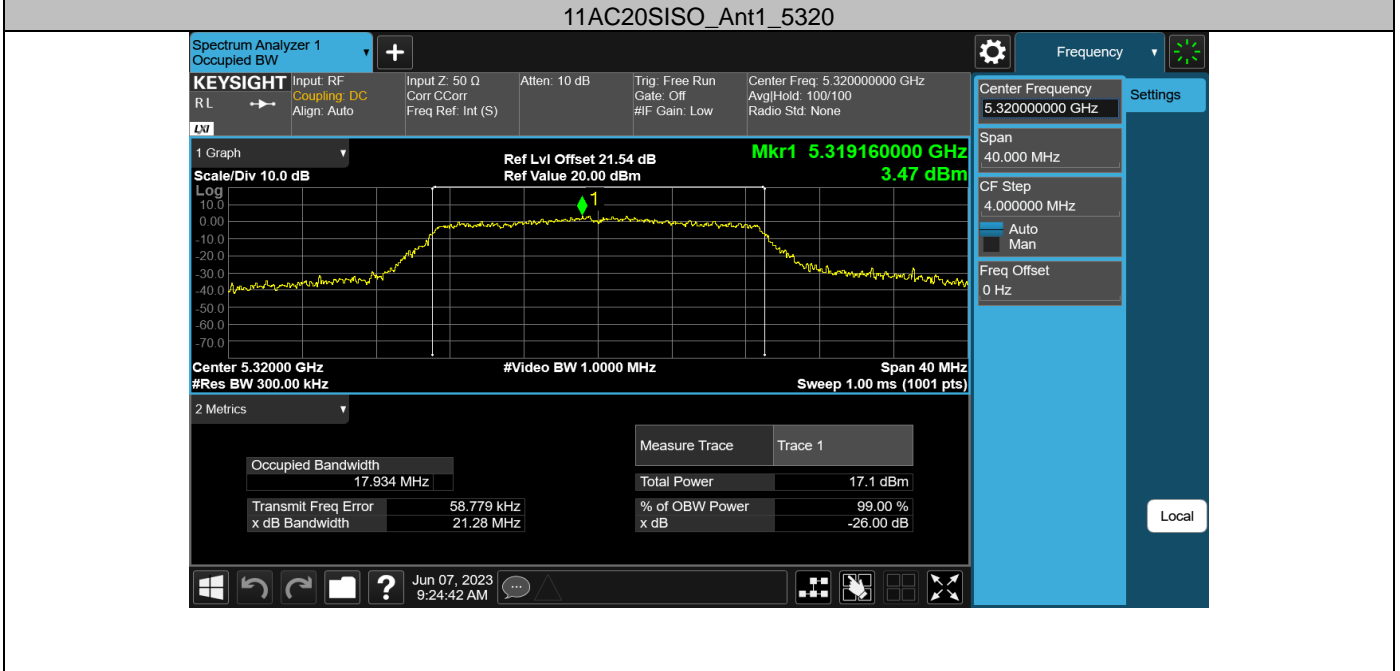 11AC20SISO_Ant1_5320
Spectrum Analyzer 1
Occupied BW
+
Frequency
KEYSIGHT
RL
LXI
Input: RF
Coupling: DC
Align: Auto
Input Z: 50 Ω
Corr CCorr
Freq Ref: Int (S)
Atten: 10 dB
Trig: Free Run
Gate: Off
#IF Gain: Low
Center Freq: 5.320000000 GHz
Avg|Hold: 100/100
Radio Std: None
Center Frequency
5.320000000 GHz
Settings
Span
40.000 MHz
CF Step
4.000000 MHz
Auto
Man
Freq Offset
0 Hz
Local
1 Graph
Scale/Div 10.0 dB
Ref Lvl Offset 21.54 dB
Ref Value 20.00 dBm
Mkr1 5.319160000 GHz
3.47 dBm
Log
10.0
0.00
-10.0
-20.0
-30.0
-40.0
-50.0
-60.0
-70.0
1
Center 5.32000 GHz
#Video BW 1.0000 MHz
Span 40 MHz
#Res BW 300.00 kHz
Sweep 1.00 ms (1001 pts)
2 Metrics
Measure Trace Trace 1
Occupied Bandwidth
17.934 MHz
Total Power 17.1 dBm
Transmit Freq Error 58.779 kHz
% of OBW Power 99.00 %
x dB Bandwidth 21.28 MHz
x dB -26.00 dB
?
Jun 07, 2023
9:24:42 AM